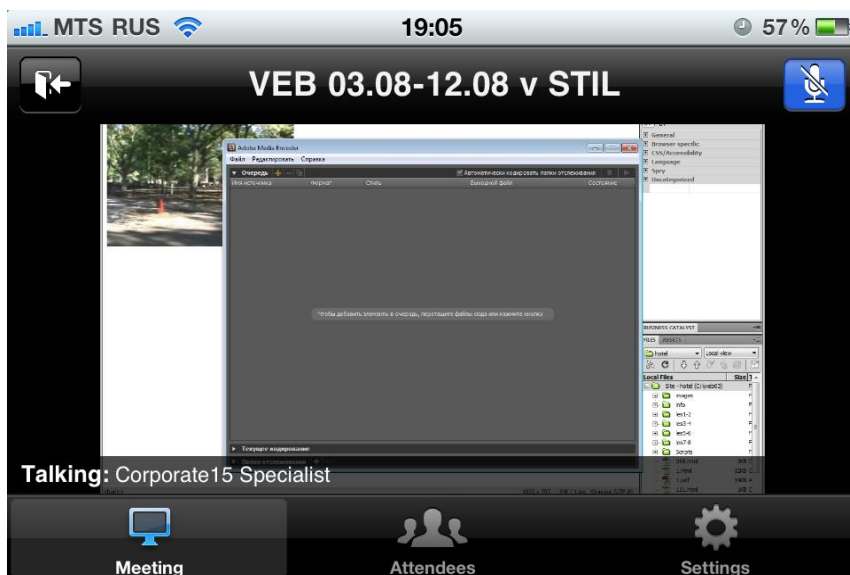 MTS RUS 19:05 57%
VEB 03.08-12.08 v STIL
Adobe Media Encoder
Файл Редактировать Справка
Очередь
Автоматически кодировать папки отслеживания
Имя источника Формат Стиль Выходной файл Состояние
Чтобы добавить элементы в очередь, перетащите файлы сюда или нажмите кнопку
Текущее кодирование
Папки отслеживания
General
Browser specific
CSS/Accessibility
Language
Spry
Uncategorized
BUSINESS CATALYST
FILES ASSETS
hotel Local view
Local Files Size
images
info
les1-2
les3-4
les5-6
les7-8
Scripts
1.html
Talking: Corporate15 Specialist
Meeting Attendees Settings